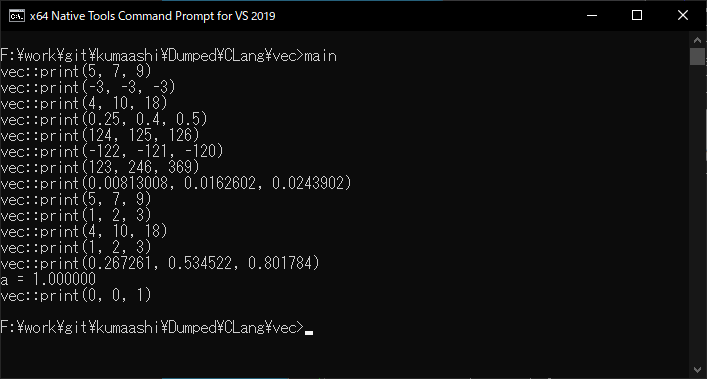 x64 Native Tools Command Prompt for VS 2019
F:¥work¥git¥kumaashi¥Dumped¥CLang¥vec>main
vec::print(5, 7, 9)
vec::print(-3, -3, -3)
vec::print(4, 10, 18)
vec::print(0.25, 0.4, 0.5)
vec::print(124, 125, 126)
vec::print(-122, -121, -120)
vec::print(123, 246, 369)
vec::print(0.00813008, 0.0162602, 0.0243902)
vec::print(5, 7, 9)
vec::print(1, 2, 3)
vec::print(4, 10, 18)
vec::print(1, 2, 3)
vec::print(0.267261, 0.534522, 0.801784)
a = 1.000000
vec::print(0, 0, 1)
F:¥work¥git¥kumaashi¥Dumped¥CLang¥vec>